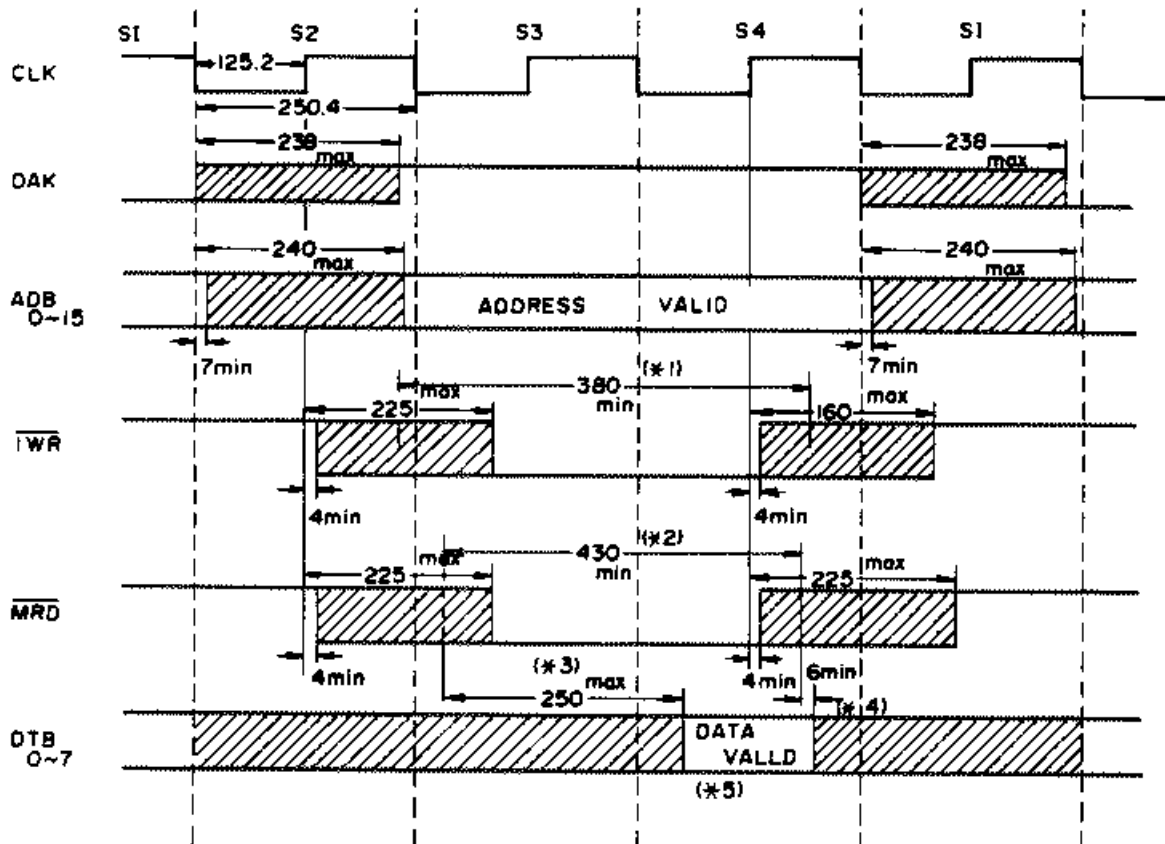 S1 S2 S3 S4 S1
CLK
125.2
250.4
238 max 238 max
DAK
240 max 240 max
ADB 0~15
ADDRESS VALID
7min 7min
380 min (*1)
225 max 160 max
IWR
4min 4min
430 min (*2)
225 max 225 max
MRD
4min 4min 6min
(*3)
250 max (*4)
DTB 0~7
DATA
VALLD
(*5)